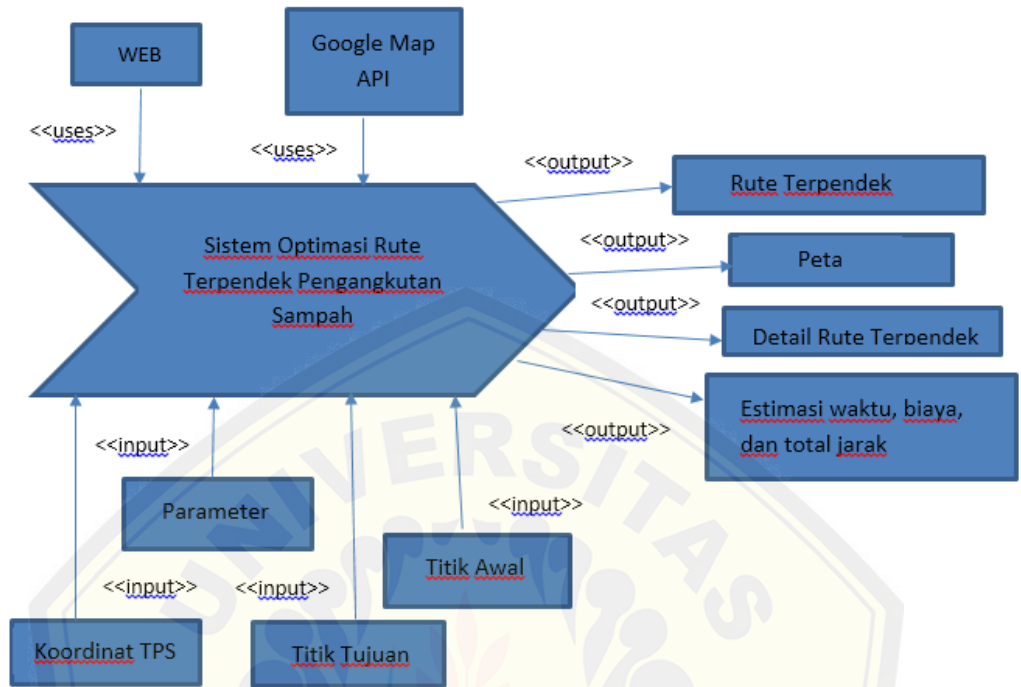 WEB
Google Map
API
<<uses>>
<<uses>>
<<output>>
Rute Terpendek
<<output>>
Peta
Sistem Optimasi Rute
Terpendek Pengangkutan
Sampah
<<output>>
Detail Rute Terpendek
Estimasi waktu, biaya,
dan total jarak
<<output>>
<<input>>
Parameter
<<input>>
Titik Awal
<<input>>
<<input>>
Koordinat TPS
Titik Tujuan
UNIVERSITAS